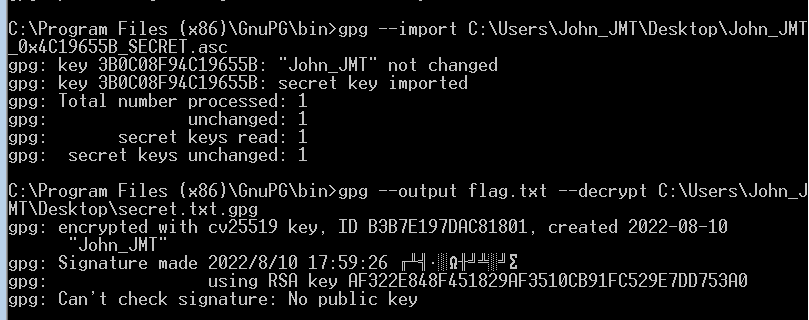 C:\Program Files (x86)\GnuPG\bin>gpg --import C:\Users\John_JMT\Desktop\John_JMT
_0x4C19655B_SECRET.asc
gpg: key 3B0C08F94C19655B: "John_JMT" not changed
gpg: key 3B0C08F94C19655B: secret key imported
gpg: Total number processed: 1
gpg:              unchanged: 1
gpg:       secret keys read: 1
gpg:  secret keys unchanged: 1
C:\Program Files (x86)\GnuPG\bin>gpg --output flag.txt --decrypt C:\Users\John_J
MT\Desktop\secret.txt.gpg
gpg: encrypted with cv25519 key, ID B3B7E197DAC81801, created 2022-08-10
      "John_JMT"
gpg: Signature made 2022/8/10 17:59:26
gpg:                using RSA key AF322E848F451829AF3510CB91FC529E7DD753A0
gpg: Can't check signature: No public key